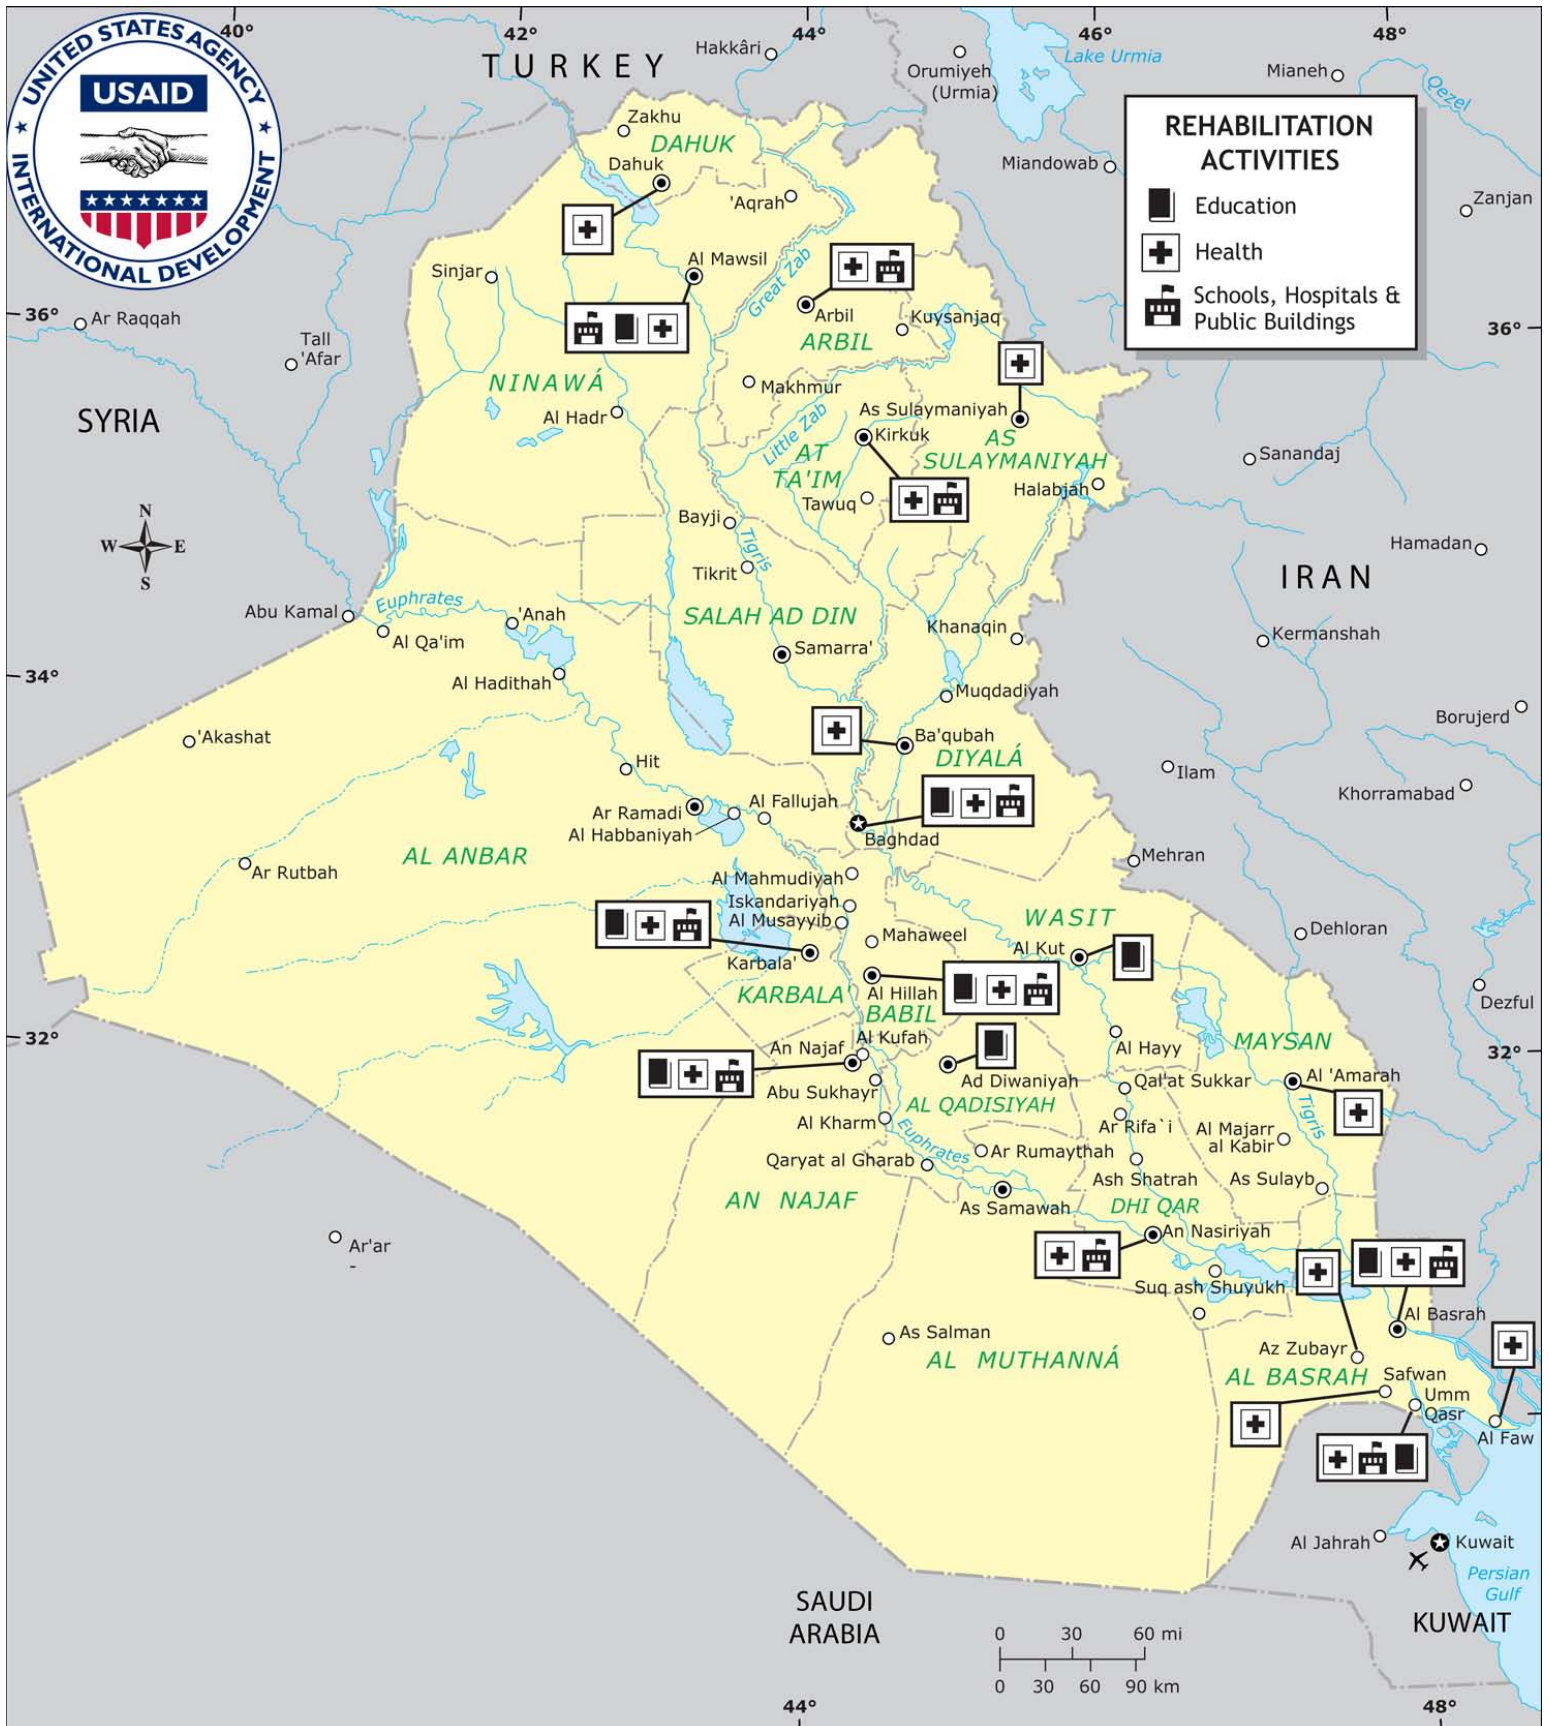 40°
42°
44°
46°
48°
UNITED STATES AGENCY
USAID
INTERNATIONAL DEVELOPMENT
TURKEY
Hakkâri
Orumiyeh
(Urmia)
Lake Urmia
Mianeh
Qezel
REHABILITATION
ACTIVITIES
Education
Health
Schools, Hospitals &
Public Buildings
Zakhu
DAHUK
Dahuk
'Aqrah
Miandowab
Zanjan
Sinjar
Al Mawsil
Great Zab
Arbil
ARBIL
Kuysanjaq
36°
Ar Raqqah
Tall
'Afar
36°
NINAWÁ
Makhmur
Al Hadr
SYRIA
As Sulaymaniyah
Kirkuk
Little Zab
AT
TA'IM
AS
SULAYMANIYAH
Halabjah
Sanandaj
Tawuq
Bayji
Tigris
Tikrit
N
W
E
S
Hamadan
IRAN
Abu Kamal
Euphrates
'Anah
Al Qa'im
SALAH AD DIN
Samarra'
Khanaqin
Kermanshah
34°
Al Hadithah
Muqdadiyah
Borujerd
'Akashat
Ba'qubah
DIYALÁ
Hit
Ilam
Khorramabad
Ar Ramadi
Al Fallujah
Al Habbaniyah
Baghdad
AL ANBAR
Ar Rutbah
Mehran
Al Mahmudiyah
Iskandariyah
Al Musayyib
Mahaweel
WASIT
Al Kut
Dehloran
Karbala'
KARBALA'
Al Hillah
BABIL
Dezful
32°
An Najaf
Al Kufah
Al Hayy
MAYSAN
32°
Abu Sukhayr
Ad Diwaniyah
Qal'at Sukkar
Al 'Amarah
AL QADISIYAH
Al Kharm
Ar Rifa`i
Al Majarr
al Kabir
Tigris
Euphrates
Ar Rumaythah
Qaryat al Gharab
Ash Shatrah
As Sulayb
AN NAJAF
As Samawah
DHI QAR
An Nasiriyah
Ar'ar
Suq ash Shuyukh
Al Basrah
As Salman
AL MUTHANNÁ
Az Zubayr
AL BASRAH
Safwan
Umm
Qasr
Al Faw
Al Jahrah
Kuwait
Persian
Gulf
SAUDI
ARABIA
KUWAIT
0 30 60 mi
0 30 60 90 km
44°
48°